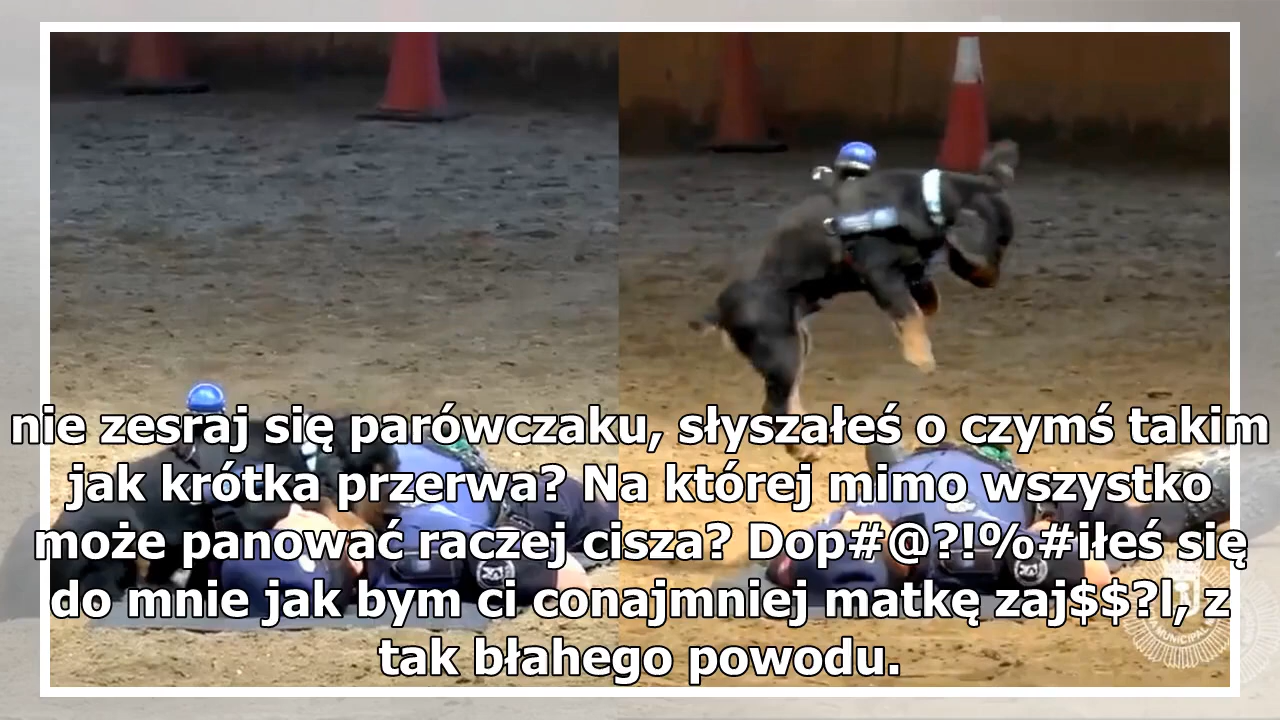 nie zesraj się parówczaku, słyszałeś o czymś takim
jak krótka przerwa? Na której mimo wszystko
może panować raczej cisza? Dop#@?!%#iłeś się
do mnie jak bym ci conajmniej matkę zaj$$?l, z
tak błahego powodu.